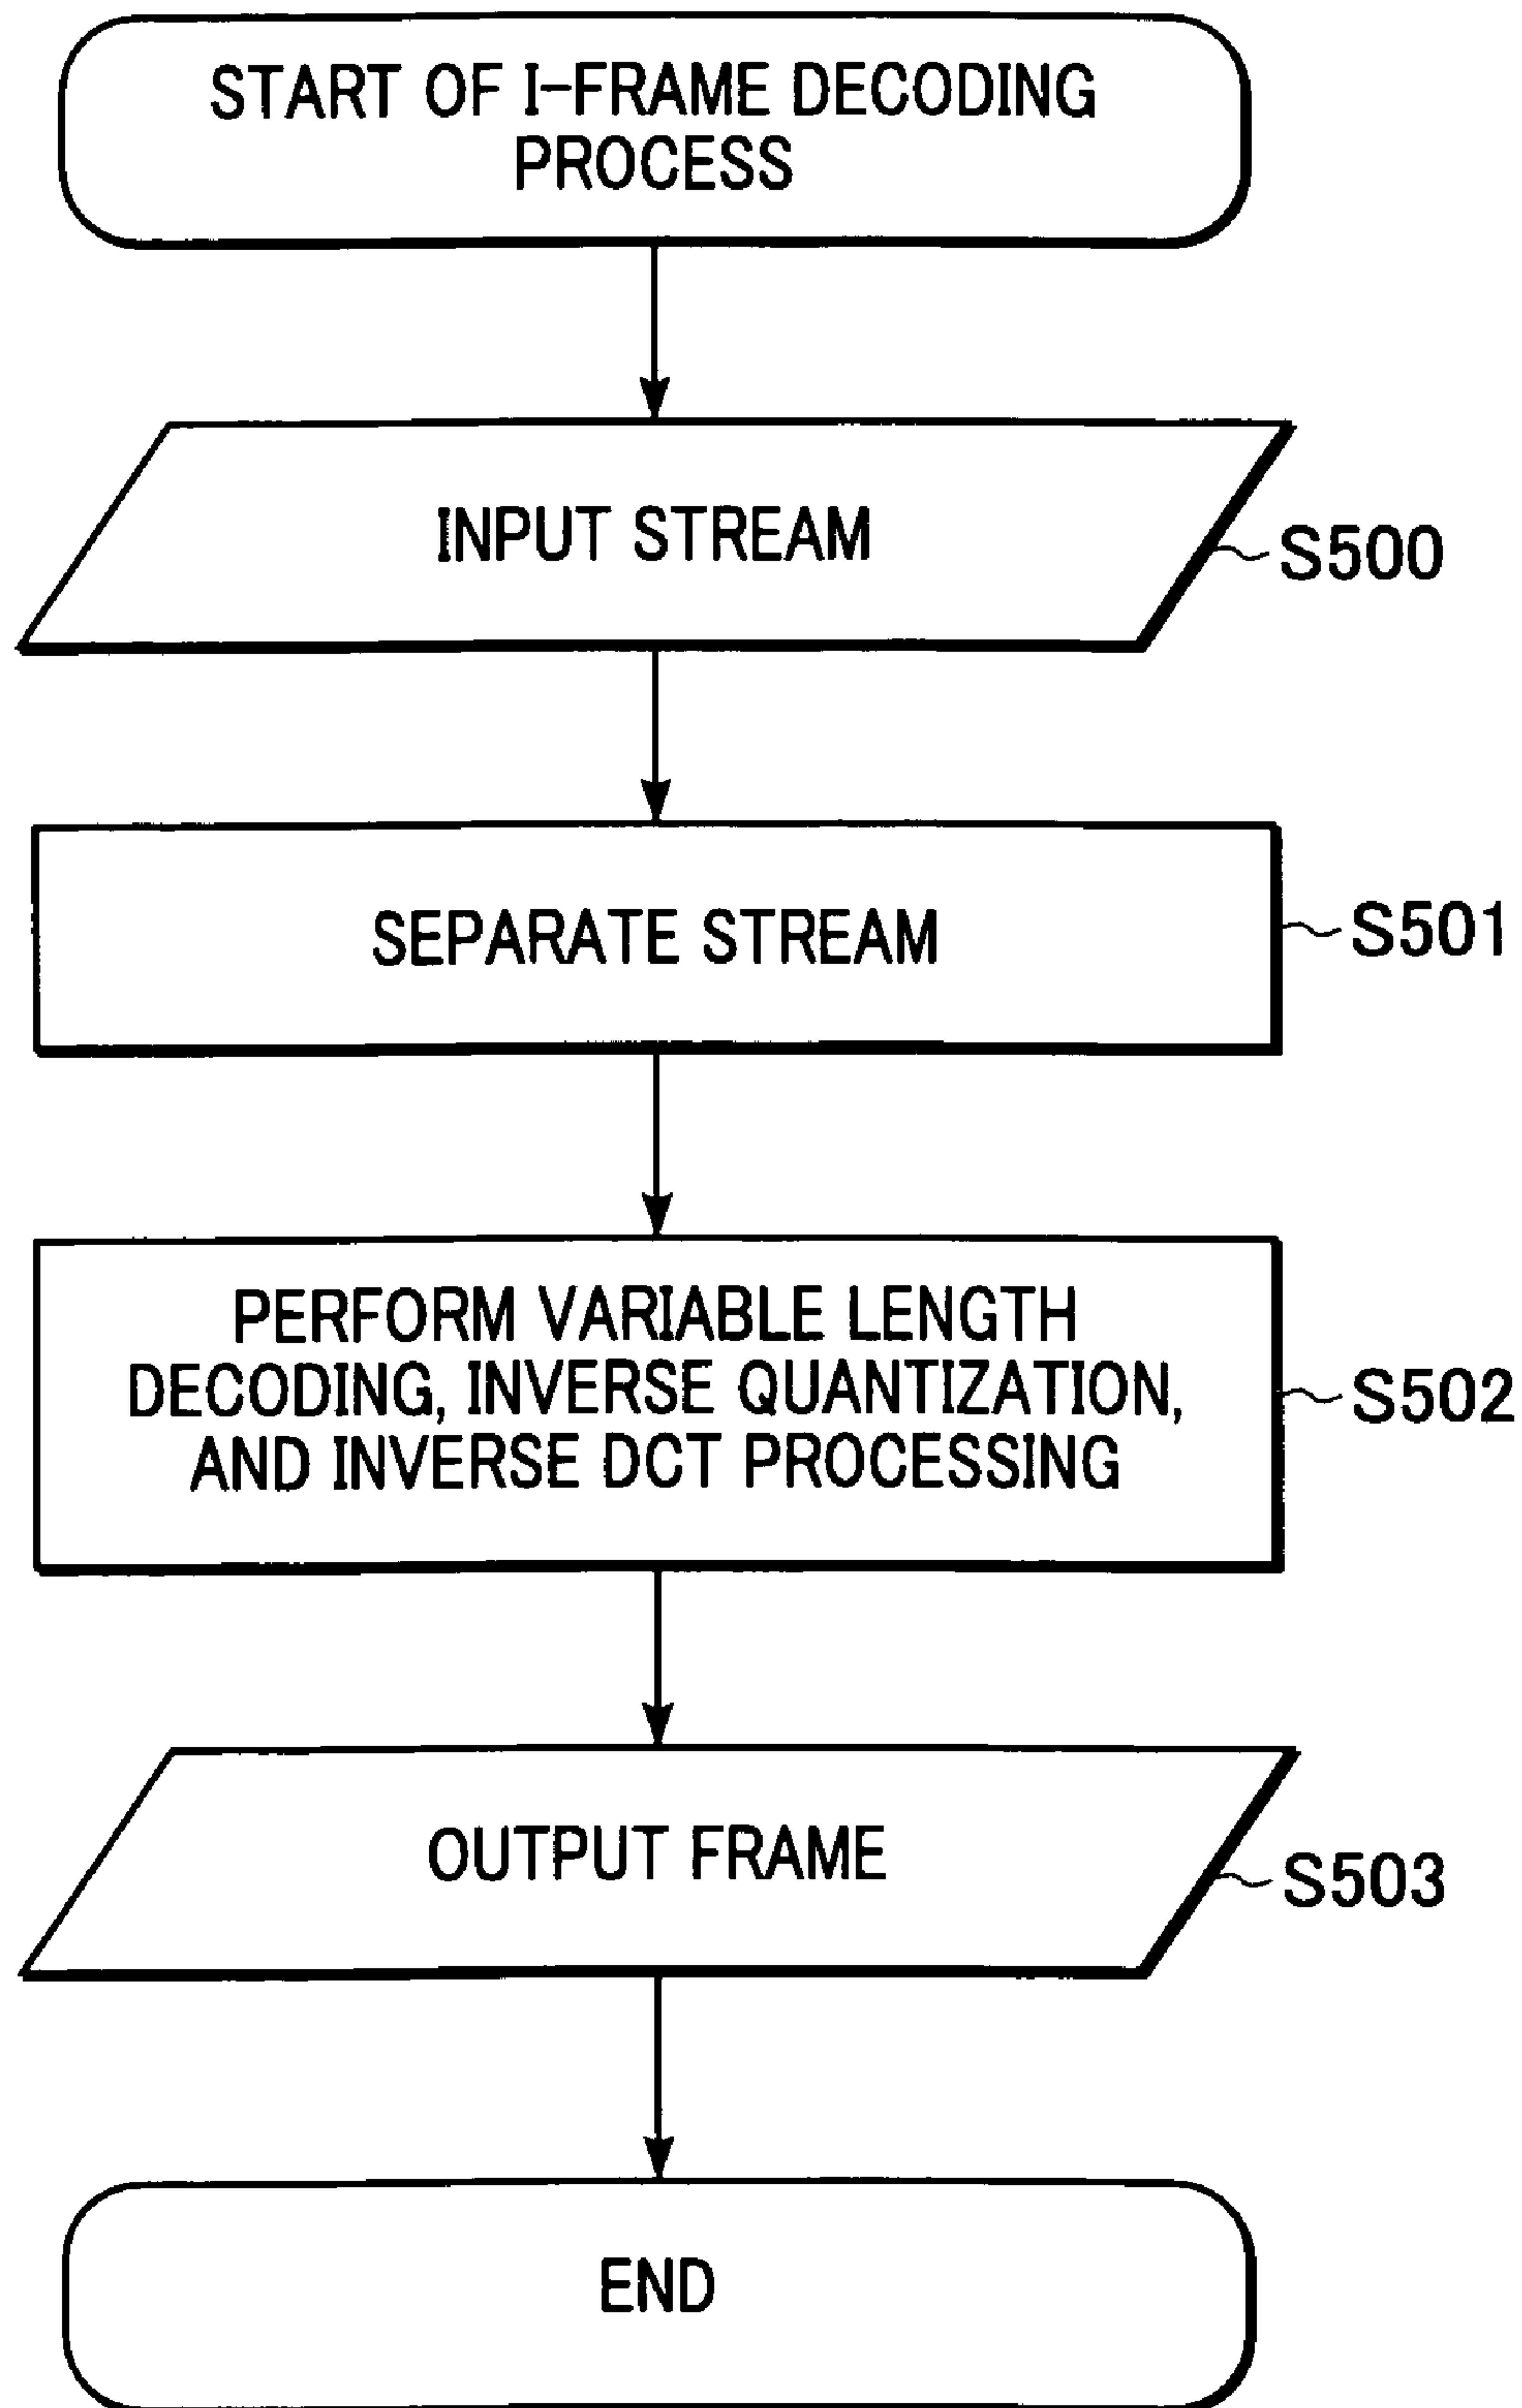 START OF I-FRAME DECODING
PROCESS
INPUT STREAM
S500
SEPARATE STREAM
S501
PERFORM VARIABLE LENGTH
DECODING, INVERSE QUANTIZATION,
AND INVERSE DCT PROCESSING
S502
OUTPUT FRAME
S503
END